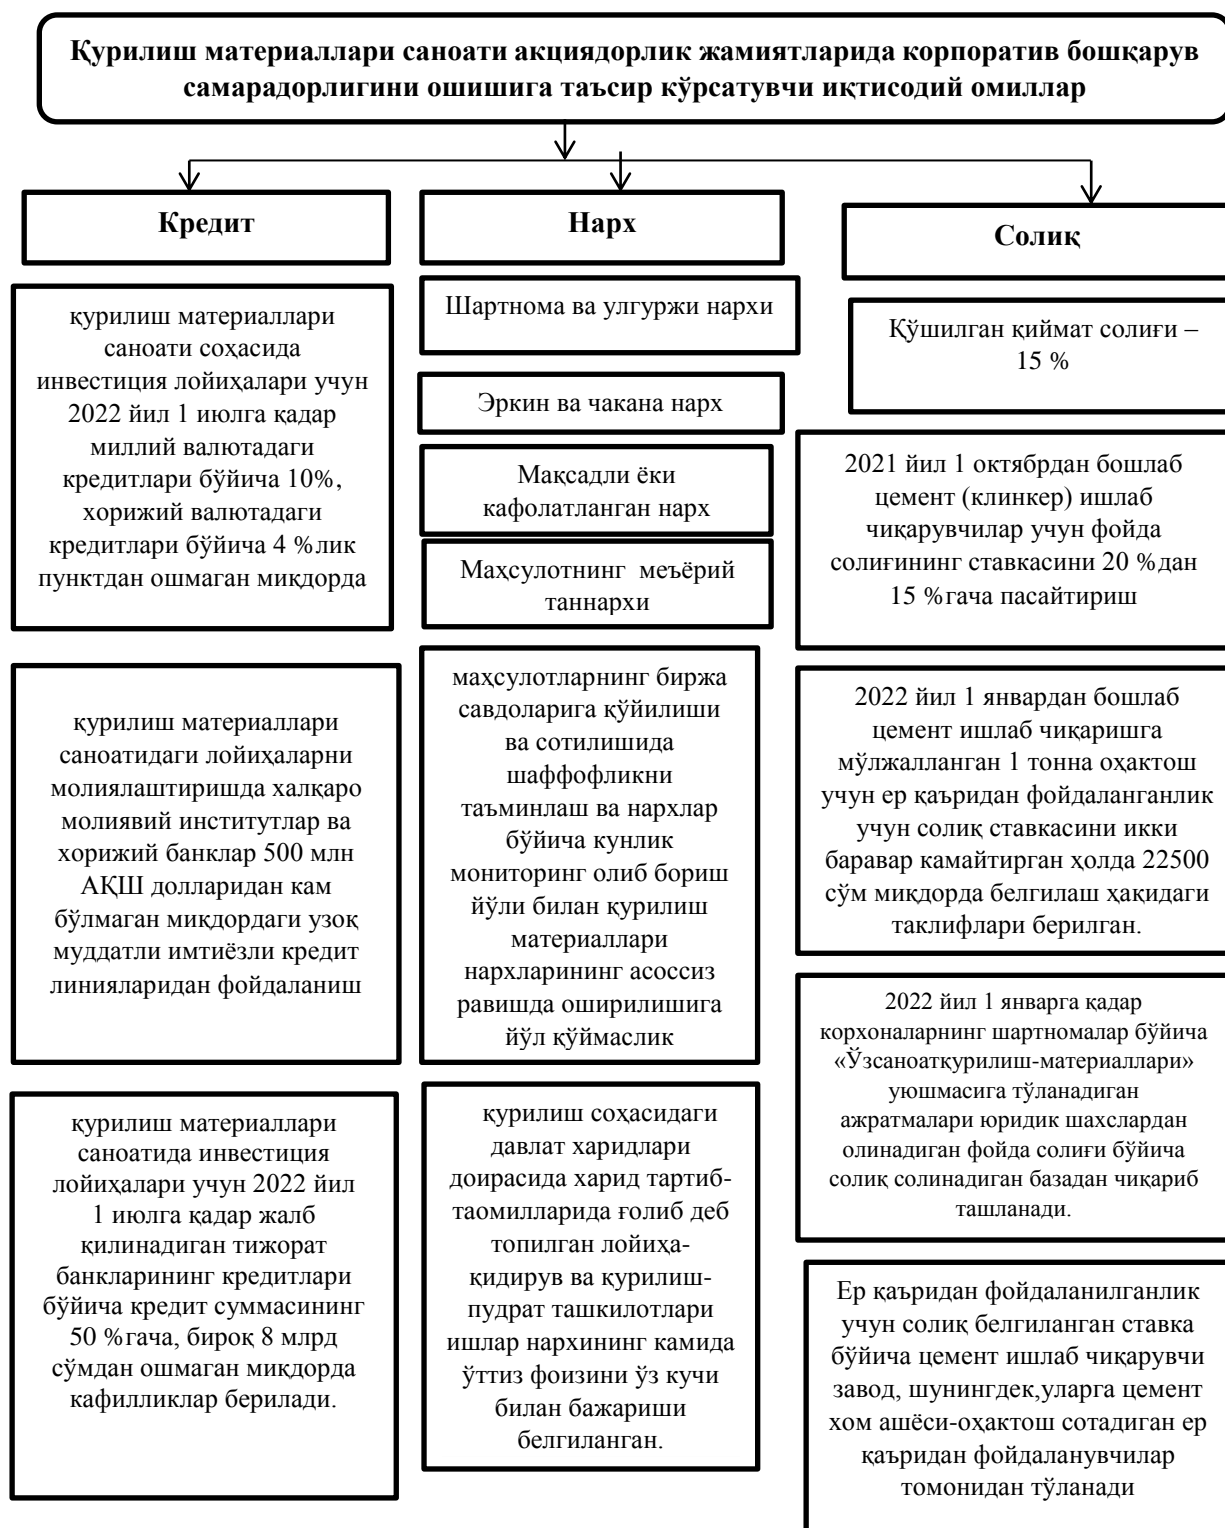 Қурилиш материаллари саноати акциядорлик жамиятларида корпоратив бошқарув
самарадорлигини ошишига таъсир кўрсатувчи иқтисодий омиллар
Кредит
қурилиш материаллари
саноати соҳасида
инвестиция лойиҳалари учун
2022 йил 1 июлга қадар
миллий валютадаги
кредитлари бўйича 10%,
хорижий валютадаги
кредитлари бўйича 4 %лик
пунктдан ошмаган миқдорда
қурилиш материаллари
саноатидаги лойиҳаларни
молиялаштиришда халқаро
молиявий институтлар ва
хорижий банклар 500 млн
АҚШ долларидан кам
бўлмаган миқдордаги узоқ
муддатли имтиёзли кредит
линияларидан фойдаланиш
қурилиш материаллари
саноатида инвестиция
лойиҳалари учун 2022 йил
1 июлга қадар жалб
қилинадиган тижорат
банкларининг кредитлари
бўйича кредит суммасининг
50 %гача, бироқ 8 млрд
сўмдан ошмаган миқдорда
кафилликлар берилади.
Нарх
Шартнома ва улгуржи нархи
Эркин ва чакана нарх
Мақсадли ёки
кафолатланган нарх
Маҳсулотнинг меъёрий
таннархи
маҳсулотларнинг биржа
савдоларига қўйилиши
ва сотилишида
шаффофликни
таъминлаш ва нархлар
бўйича кунлик
мониторинг олиб бориш
йўли билан қурилиш
материаллари
нархларининг асоссиз
равишда оширилишига
йўл қўймаслик
қурилиш соҳасидаги
давлат харидлари
доирасида харид тартиб-
таомилларида ғолиб деб
топилган лойиҳа-
қидирув ва қурилиш-
пудрат ташкилотлари
ишлар нархининг камида
ўттиз фоизини ўз кучи
билан бажариши
белгиланган.
Солиқ
Қўшилган қиймат солиғи –
15 %
2021 йил 1 октябрдан бошлаб
цемент (клинкер) ишлаб
чиқарувчилар учун фойда
солиғининг ставкасини 20 %дан
15 %гача пасайтириш
2022 йил 1 январдан бошлаб
цемент ишлаб чиқаришга
мўлжалланган 1 тонна оҳактош
учун ер қаъридан фойдаланганлик
учун солиқ ставкасини икки
баравар камайтирган ҳолда 22500
сўм миқдорда белгилаш ҳақидаги
таклифлари берилган.
2022 йил 1 январга қадар
корхоналарнинг шартномалар бўйича
«Ўзсаноатқурилиш-материаллари»
уюшмасига тўланадиган
ажратмалари юридик шахслардан
олинадиган фойда солиғи бўйича
солиқ солинадиган базадан чиқариб
ташланади.
Ер қаъридан фойдаланилганлик
учун солиқ белгиланган ставка
бўйича цемент ишлаб чиқарувчи
завод, шунингдек,уларга цемент
хом ашёси-оҳактош сотадиган ер
қаъридан фойдаланувчилар
томонидан тўланади